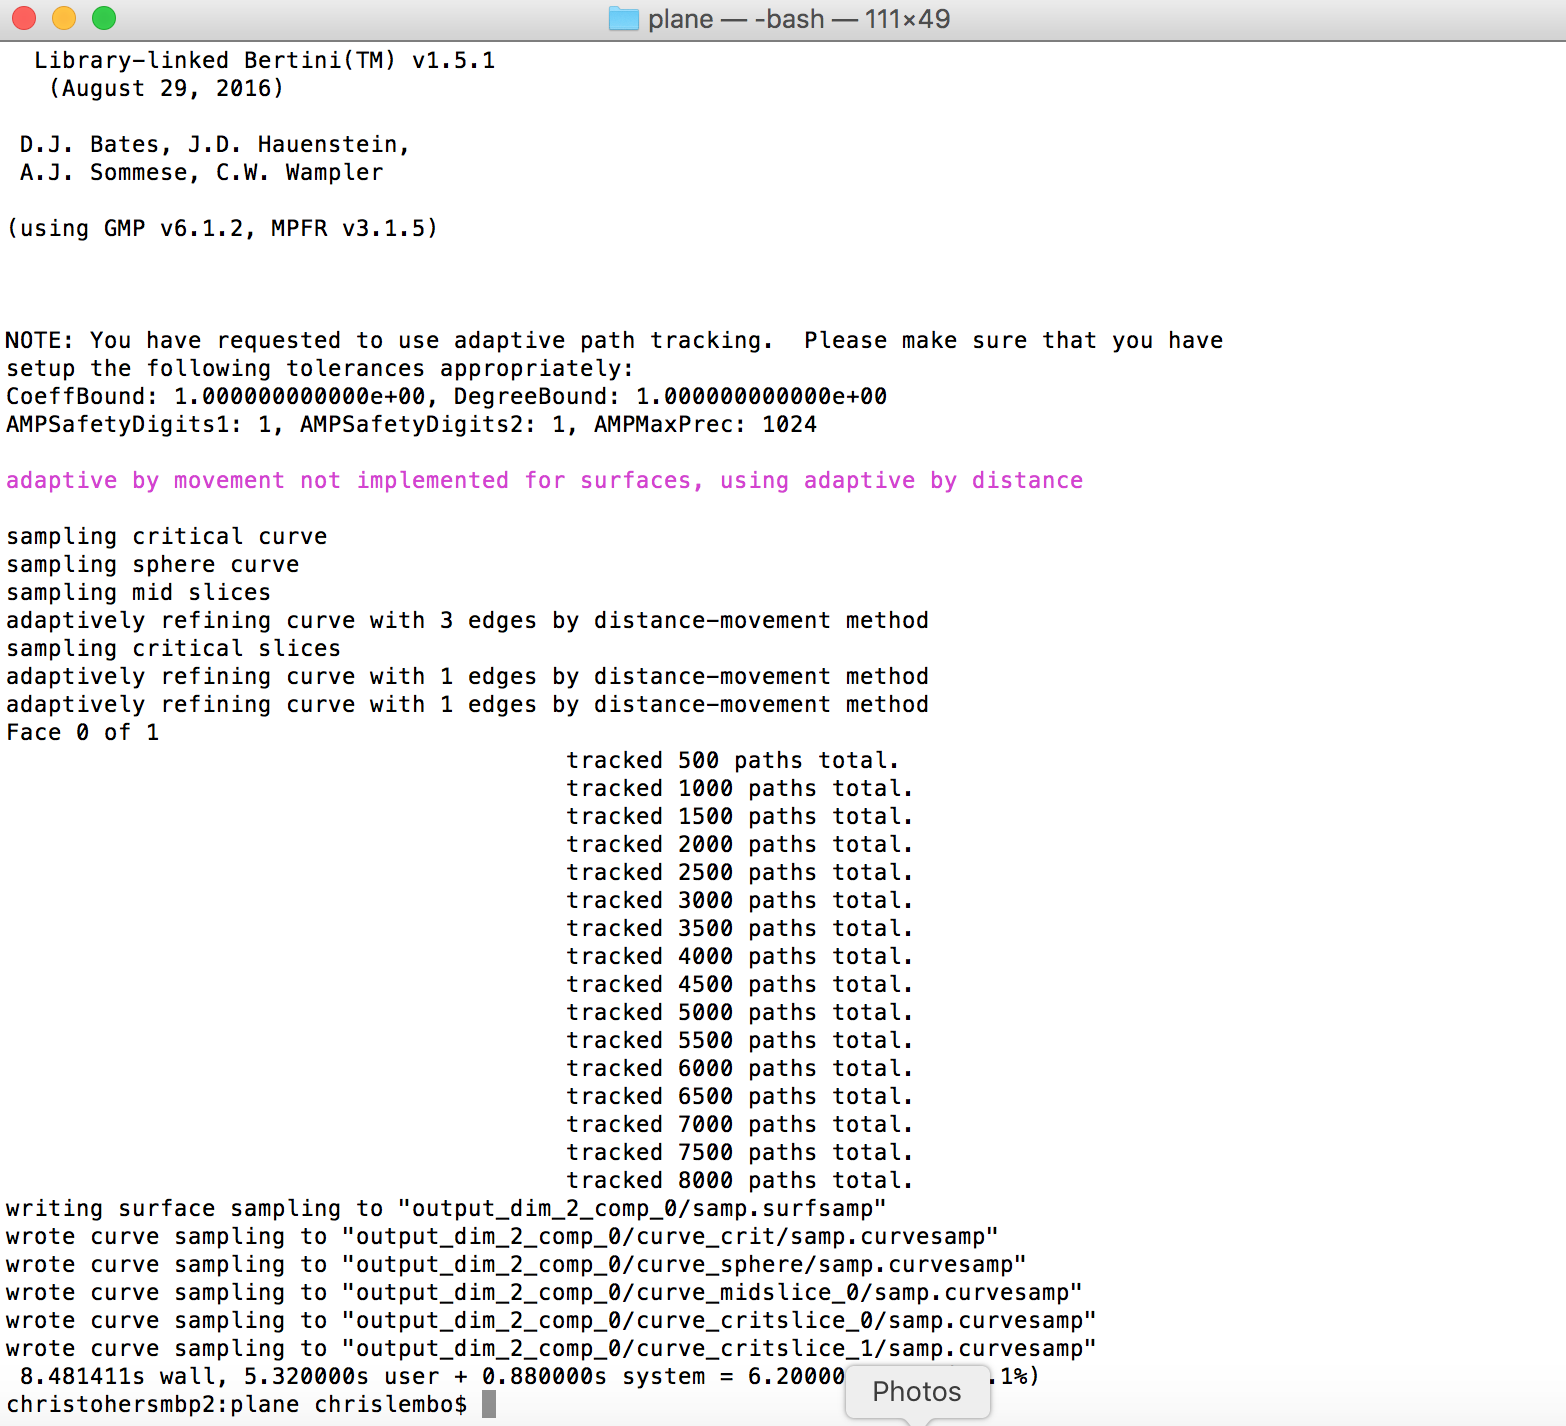 plane — -bash — 111×49
Library-linked Bertini(TM) v1.5.1
(August 29, 2016)
D.J. Bates, J.D. Hauenstein,
A.J. Sommese, C.W. Wampler
(using GMP v6.1.2, MPFR v3.1.5)
NOTE: You have requested to use adaptive path tracking.  Please make sure that you have
setup the following tolerances appropriately:
CoeffBound: 1.000000000000e+00, DegreeBound: 1.000000000000e+00
AMPSafetyDigits1: 1, AMPSafetyDigits2: 1, AMPMaxPrec: 1024
adaptive by movement not implemented for surfaces, using adaptive by distance
sampling critical curve
sampling sphere curve
sampling mid slices
adaptively refining curve with 3 edges by distance-movement method
sampling critical slices
adaptively refining curve with 1 edges by distance-movement method
adaptively refining curve with 1 edges by distance-movement method
Face 0 of 1
tracked 500 paths total.
tracked 1000 paths total.
tracked 1500 paths total.
tracked 2000 paths total.
tracked 2500 paths total.
tracked 3000 paths total.
tracked 3500 paths total.
tracked 4000 paths total.
tracked 4500 paths total.
tracked 5000 paths total.
tracked 5500 paths total.
tracked 6000 paths total.
tracked 6500 paths total.
tracked 7000 paths total.
tracked 7500 paths total.
tracked 8000 paths total.
writing surface sampling to "output_dim_2_comp_0/samp.surfsamp"
wrote curve sampling to "output_dim_2_comp_0/curve_crit/samp.curvesamp"
wrote curve sampling to "output_dim_2_comp_0/curve_sphere/samp.curvesamp"
wrote curve sampling to "output_dim_2_comp_0/curve_midslice_0/samp.curvesamp"
wrote curve sampling to "output_dim_2_comp_0/curve_critslice_0/samp.curvesamp"
wrote curve sampling to "output_dim_2_comp_0/curve_critslice_1/samp.curvesamp"
8.481411s wall, 5.320000s user + 0.880000s system = 6.20000 .1%)
Photos
christohersmbp2:plane chrislembo$